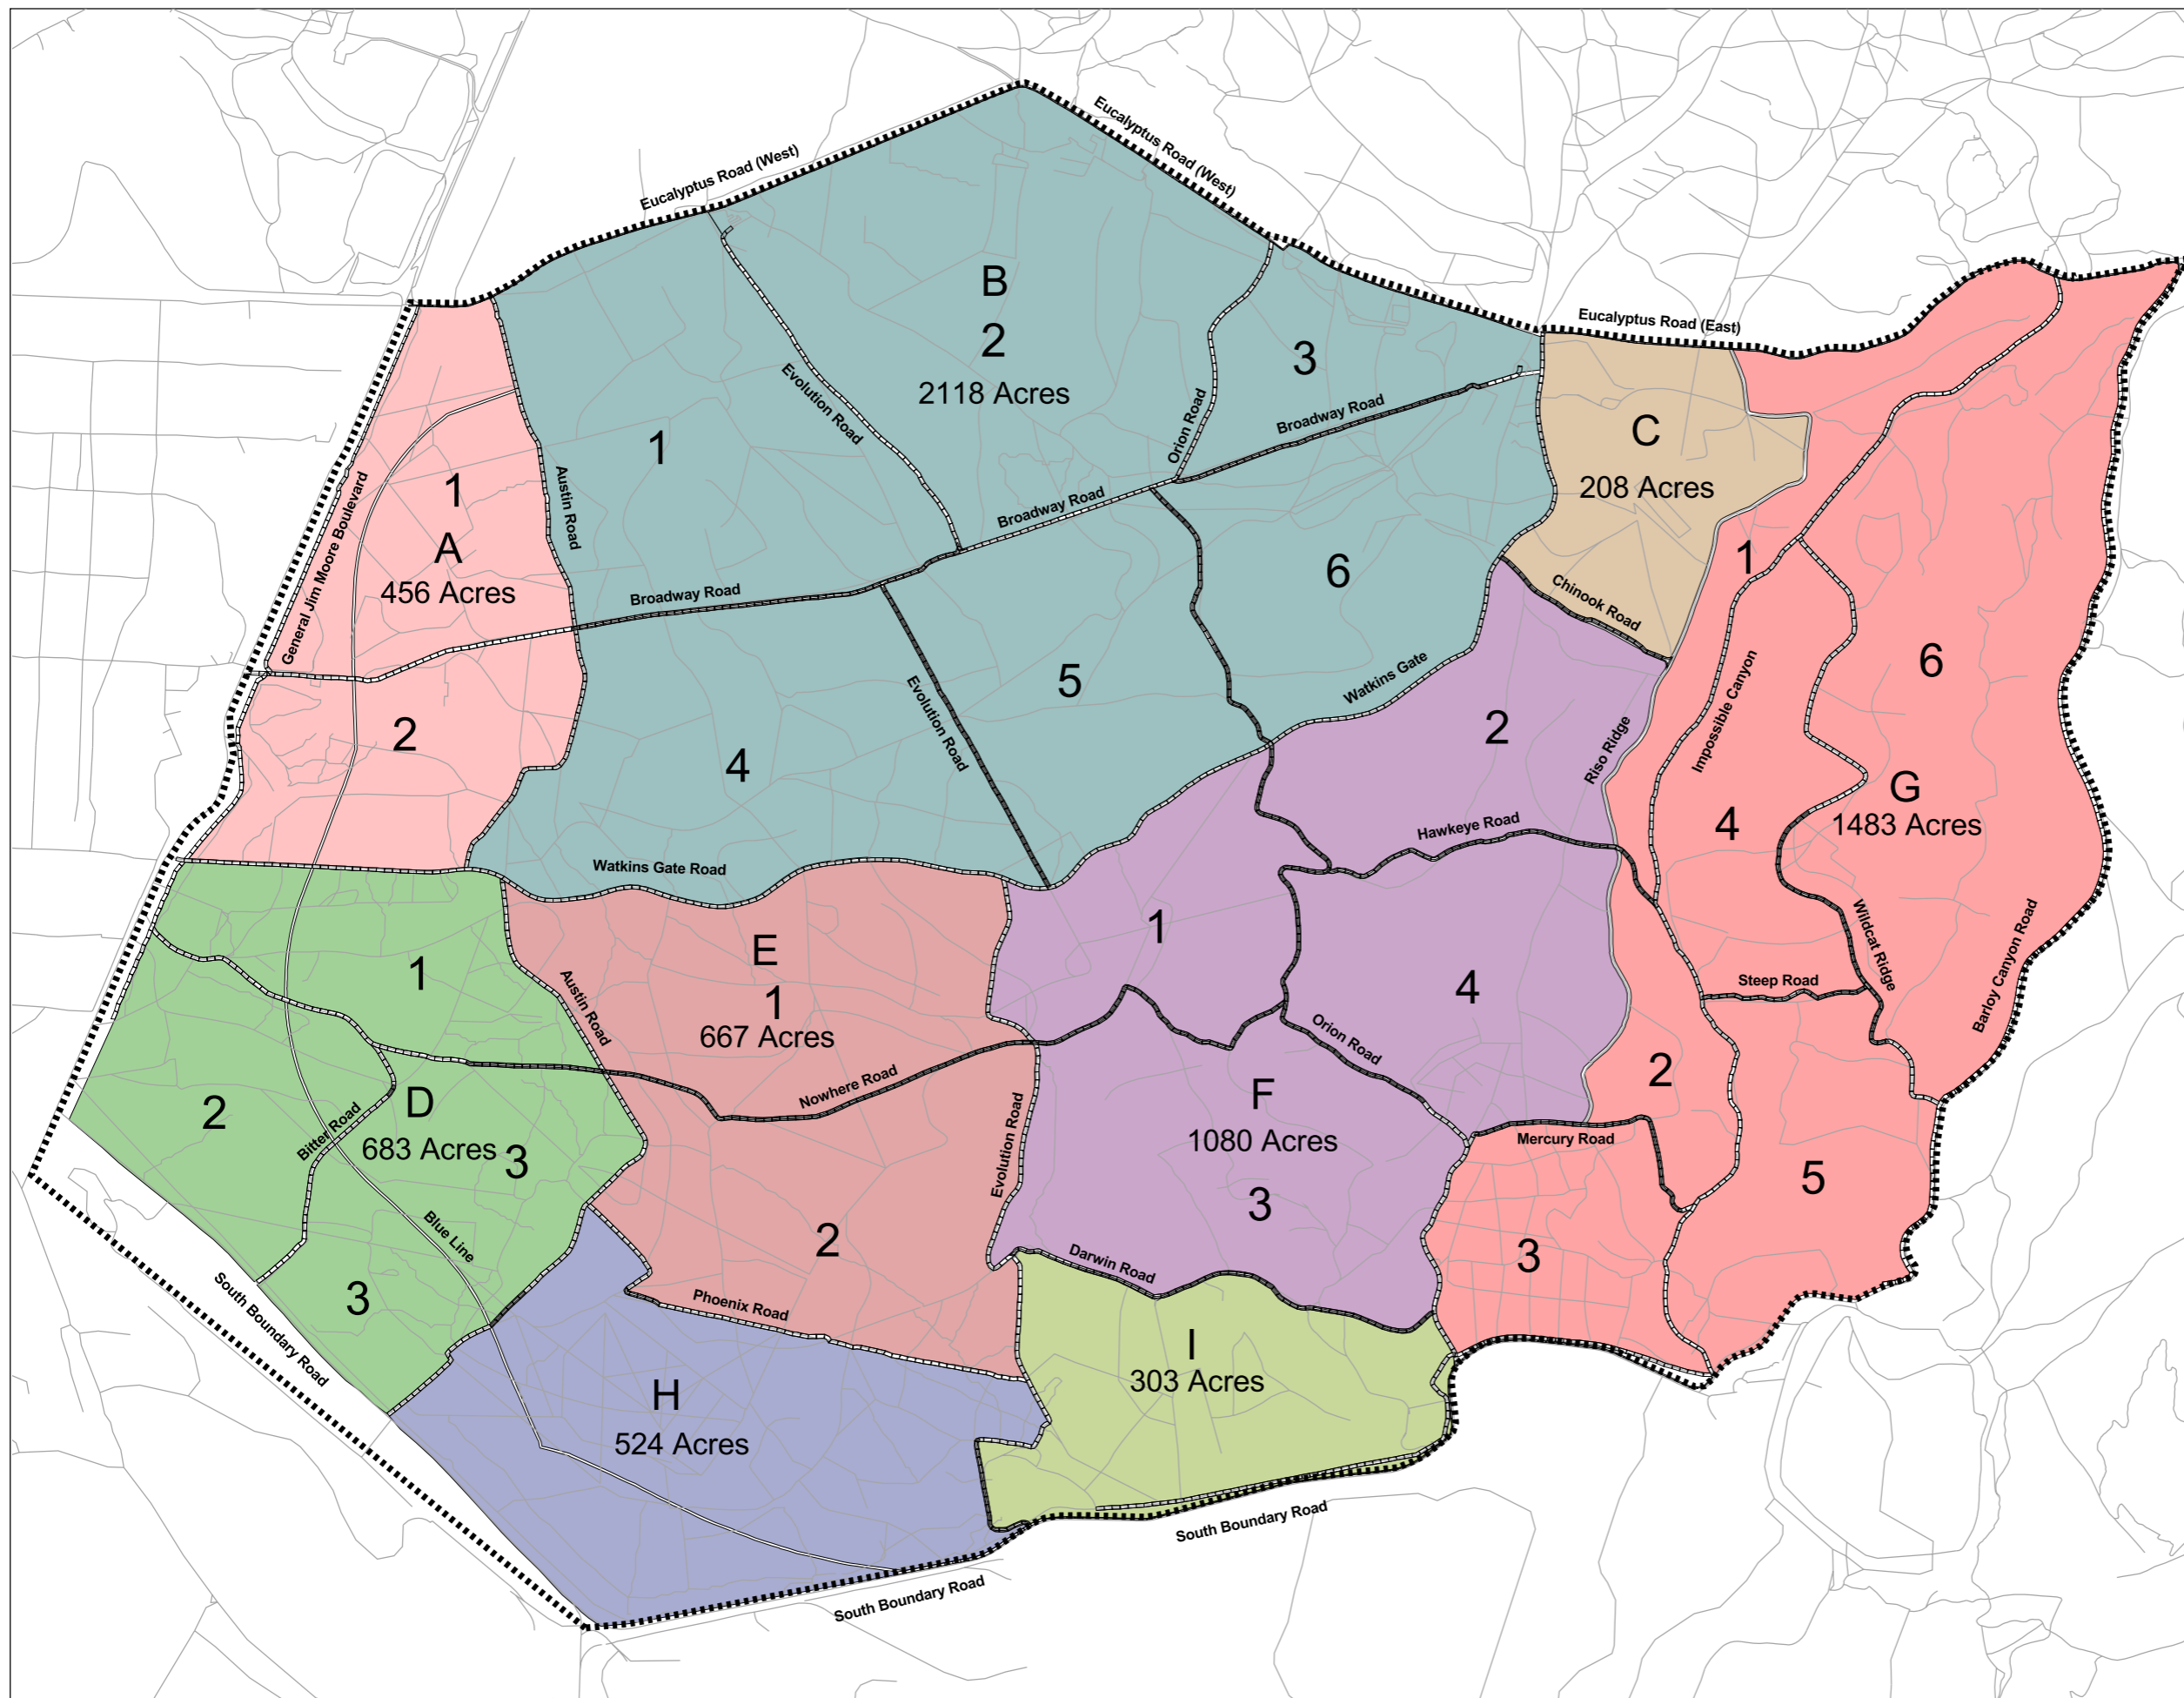 Eucalyptus Road (West)
Eucalyptus Road (West)
Eucalyptus Road (East)
B
2
2118 Acres
3
1
Evolution Road
Orion Road
Broadway Road
C
208 Acres
Austin Road
General Jim Moore Boulevard
1
A
456 Acres
Broadway Road
Broadway Road
6
1
Chinook Road
2
4
Evolution Road
5
Watkins Gate
2
Riso Ridge
Impossible Canyon
6
G
1483 Acres
4
Hawkeye Road
Watkins Gate Road
1
Austin Road
E
1
667 Acres
1
4
Steep Road
Wildcat Ridge
Barloy Canyon Road
Orion Road
Nowhere Road
2
2
Bitter Road
D
683 Acres
3
Evolution Road
F
1080 Acres
3
Mercury Road
5
Blue Line
2
Darwin Road
3
3
South Boundary Road
Phoenix Road
I
303 Acres
H
524 Acres
South Boundary Road
South Boundary Road